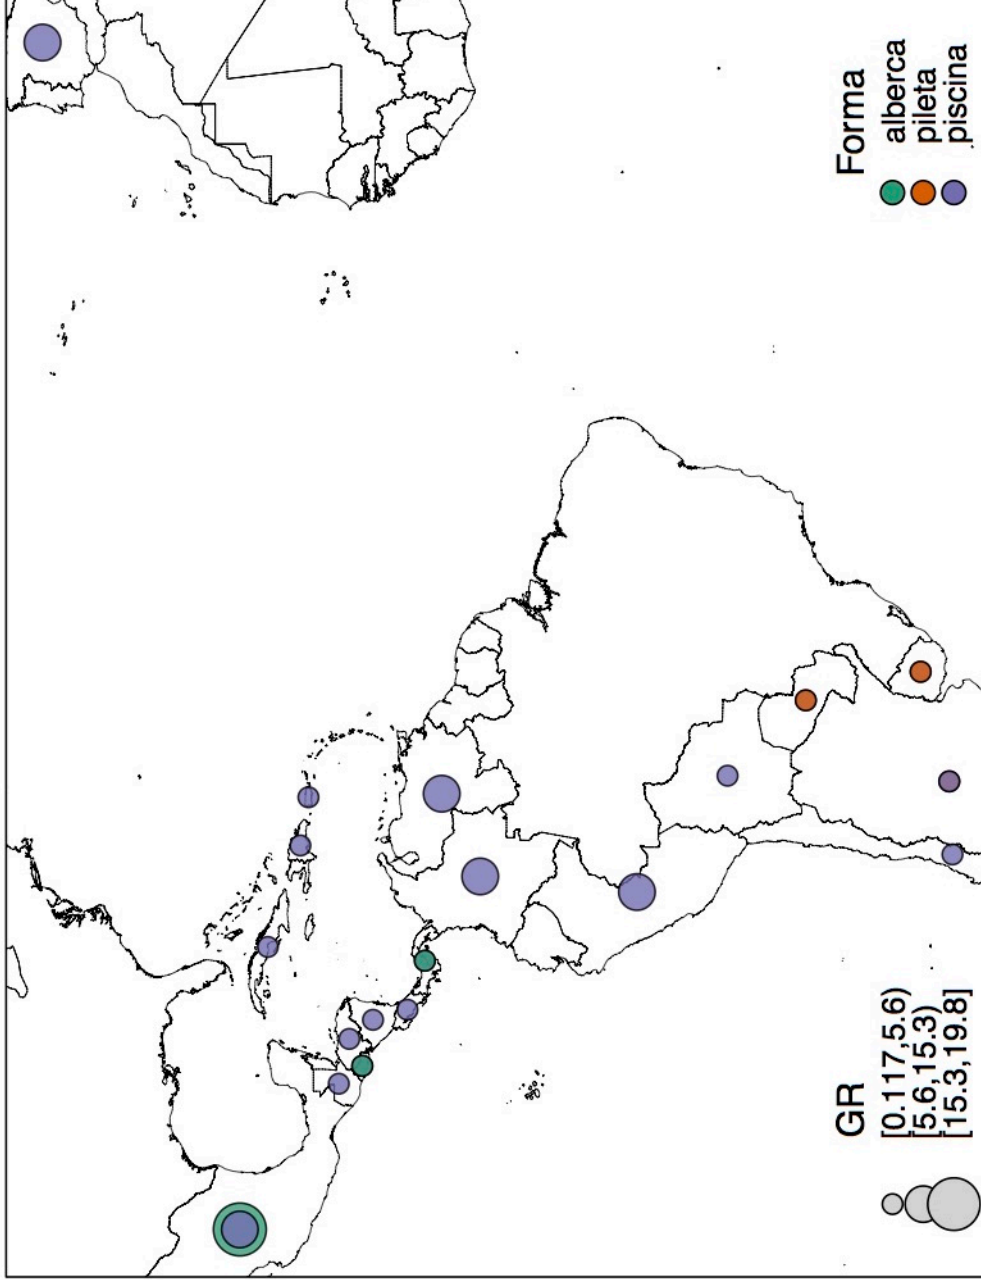 Forma
alberca
pileta
piscina
GR
[0.117,5.6)
[5.6,15.3)
[15.3,19.8]